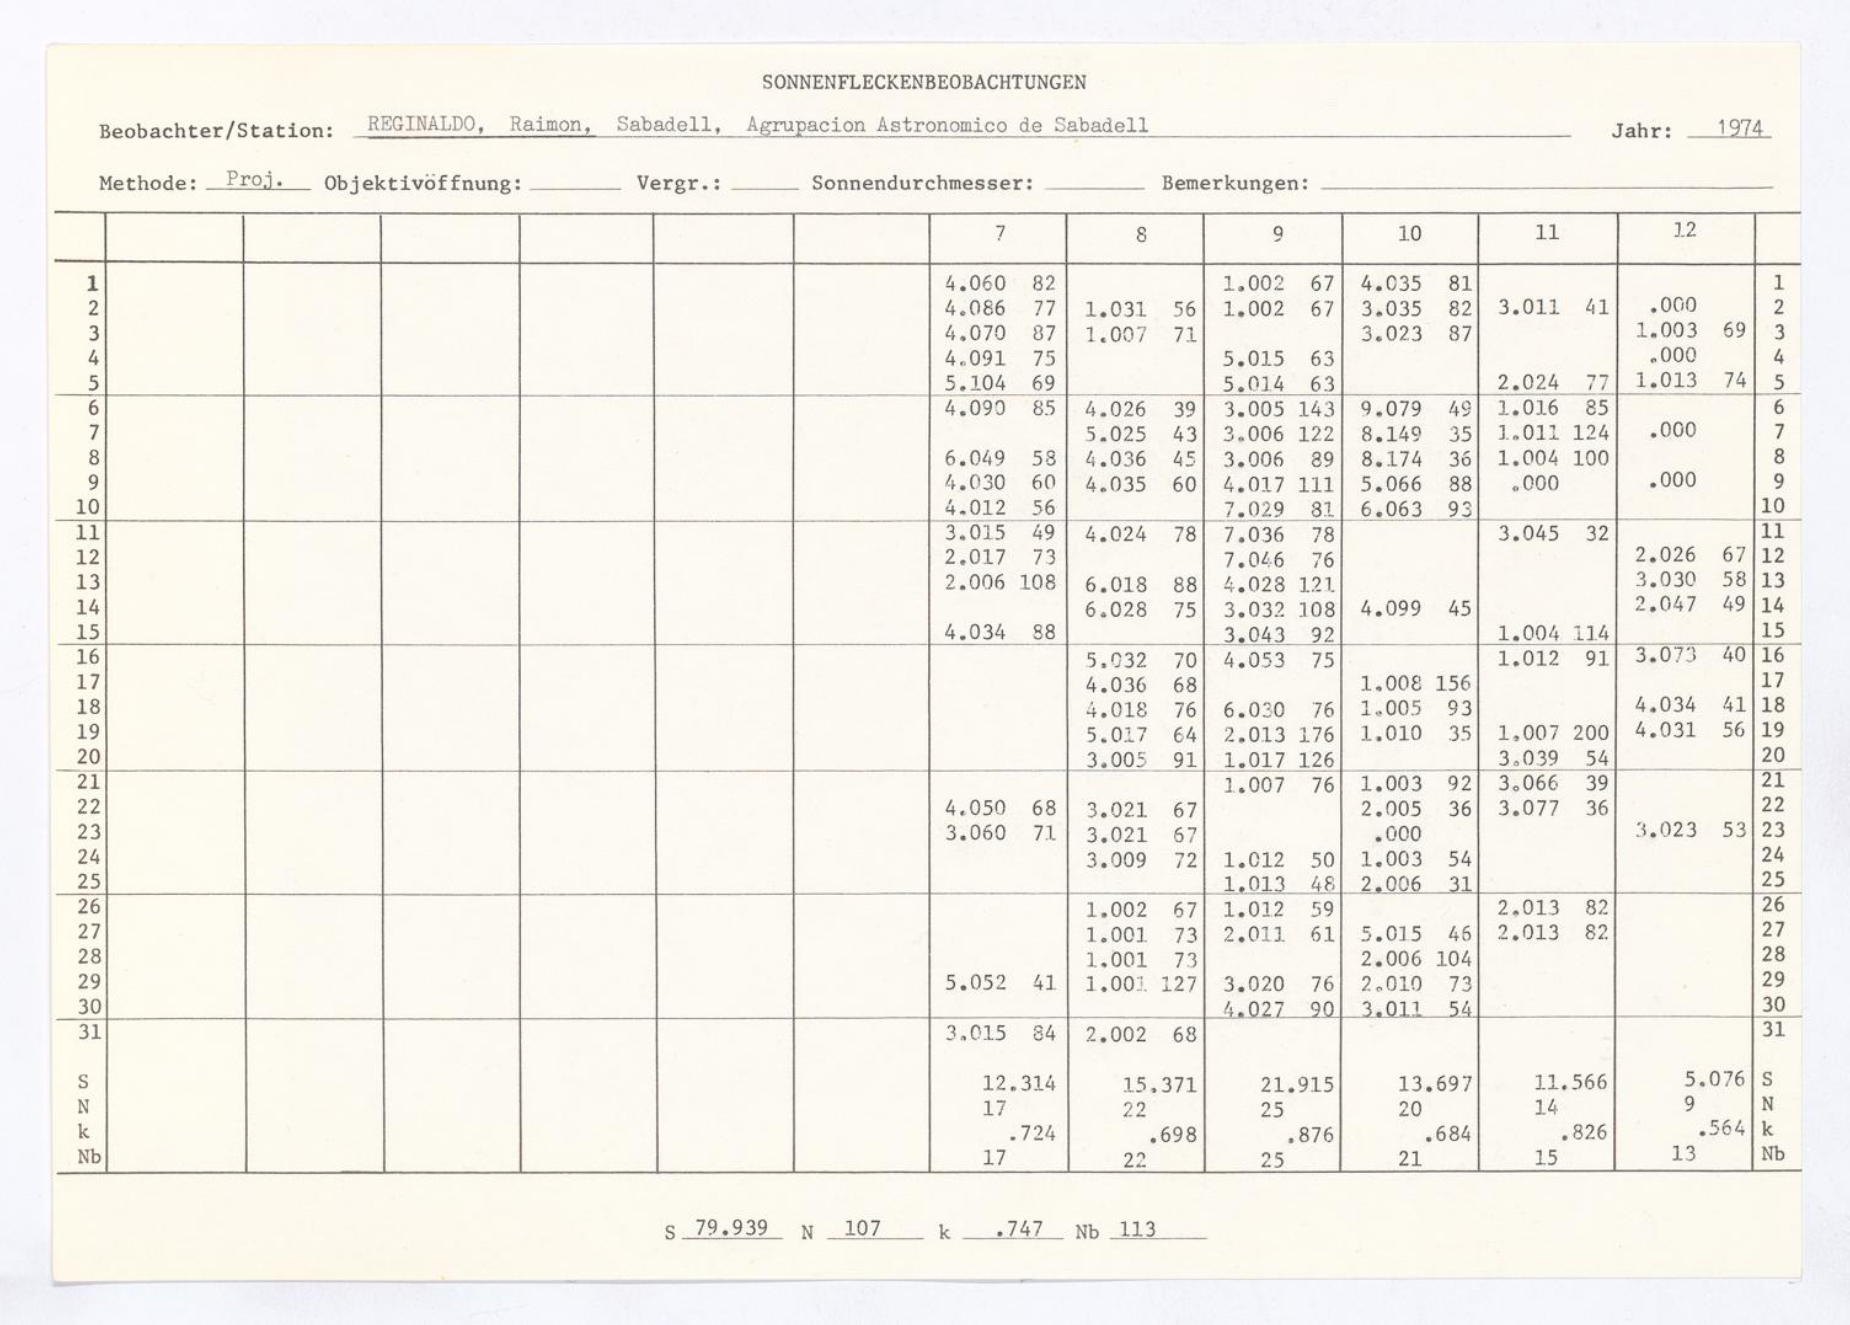 SONNENFLECKENBEOBACHTUNGEN
Beobachter/Station: REGINALDO, Raimon, Sabadell, Agrupacion Astronomico de Sabadell Jahr: 1974
Methode: Proj. Objektivöffnung: Vergr.: Sonnendurchmesser: Bemerkungen:
7 8 9 10 11 12
1 4.060 82 1.002 67 4.035 81 1
2 4.086 77 1.031 56 1.002 67 3.035 82 3.011 41 .000 2
3 4.070 87 1.007 71 3.023 87 1.003 69 3
4 4.091 75 5.015 63 .000 4
5 5.104 69 5.014 63 2.024 77 1.013 74 5
6 4.090 85 4.026 39 3.005 143 9.079 49 1.016 85 6
7 5.025 43 3.006 122 8.149 35 1.011 124 .000 7
8 6.049 58 4.036 45 3.006 89 8.174 36 1.004 100 8
9 4.030 60 4.035 60 4.017 111 5.066 88 .000 .000 9
10 4.012 56 7.029 81 6.063 93 10
11 3.015 49 4.024 78 7.036 78 3.045 32 11
12 2.017 73 7.046 76 2.026 67 12
13 2.006 108 6.018 88 4.028 121 3.030 58 13
14 6.028 75 3.032 108 4.099 45 2.047 49 14
15 4.034 88 3.043 92 1.004 114 15
16 5.032 70 4.053 75 1.012 91 3.073 40 16
17 4.036 68 1.008 156 17
18 4.018 76 6.030 76 1.005 93 4.034 41 18
19 5.017 64 2.013 176 1.010 35 1.007 200 4.031 56 19
20 3.005 91 1.017 126 3.039 54 20
21 1.007 76 1.003 92 3.066 39 21
22 4.050 68 3.021 67 2.005 36 3.077 36 22
23 3.060 71 3.021 67 .000 3.023 53 23
24 3.009 72 1.012 50 1.003 54 24
25 1.013 48 2.006 31 25
26 1.002 67 1.012 59 2.013 82 26
27 1.001 73 2.011 61 5.015 46 2.013 82 27
28 1.001 73 2.006 104 28
29 5.052 41 1.001 127 3.020 76 2.010 73 29
30 4.027 90 3.011 54 30
31 3.015 84 2.002 68 31
S 12.314 15.371 21.915 13.697 11.566 5.076 S
N 17 22 25 20 14 9 N
k .724 .698 .876 .684 .826 .564 k
Nb 17 22 25 21 15 13 Nb
S 79.939 N 107 k .747 Nb 113